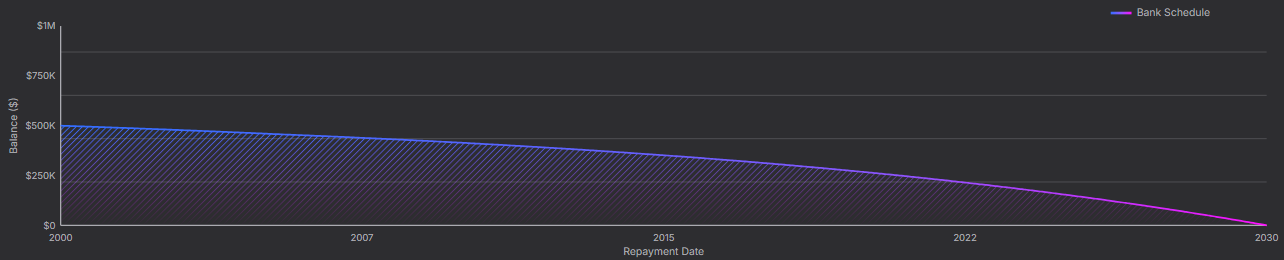 Bank Schedule
$1M
$750K
$500K
$250K
$0
Balance ($)
2000 2007 2015 2022 2030
Repayment Date